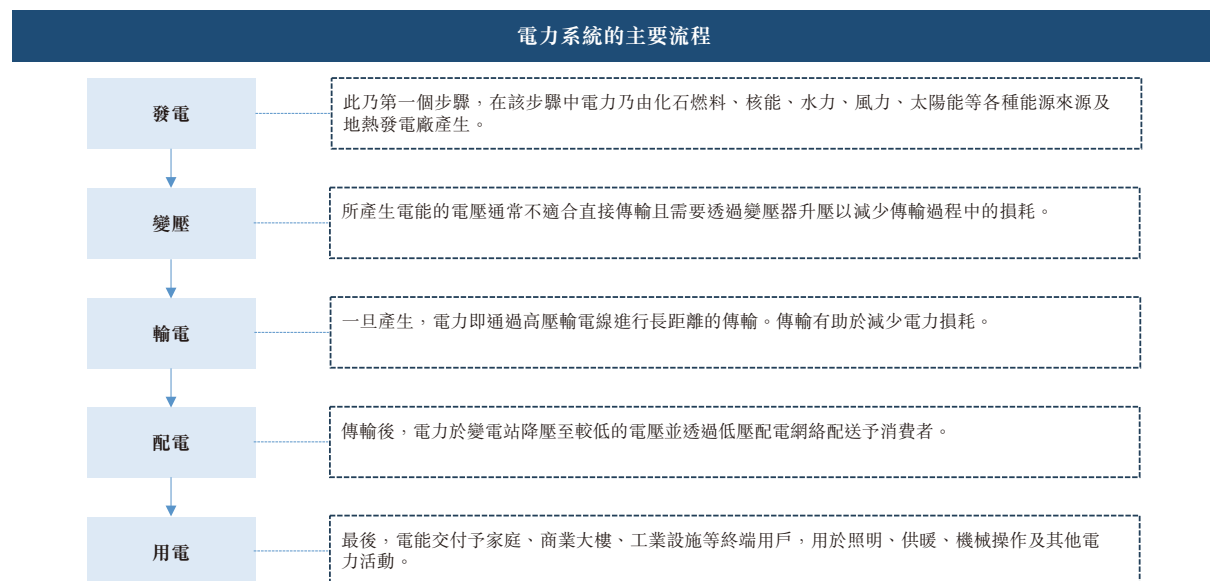 電力系統的主要流程
發電
此乃第一個步驟，在該步驟中電力乃由化石燃料、核能、水力、風力、太陽能等各種能源來源及
地熱發電廠產生。
變壓
所產生電能的電壓通常不適合直接傳輸且需要透過變壓器升壓以減少傳輸過程中的損耗。
輸電
一旦產生，電力即通過高壓輸電線進行長距離的傳輸。傳輸有助於減少電力損耗。
配電
傳輸後，電力於變電站降壓至較低的電壓並透過低壓配電網絡配送予消費者。
用電
最後，電能交付予家庭、商業大樓、工業設施等終端用戶，用於照明、供暖、機械操作及其他電
力活動。